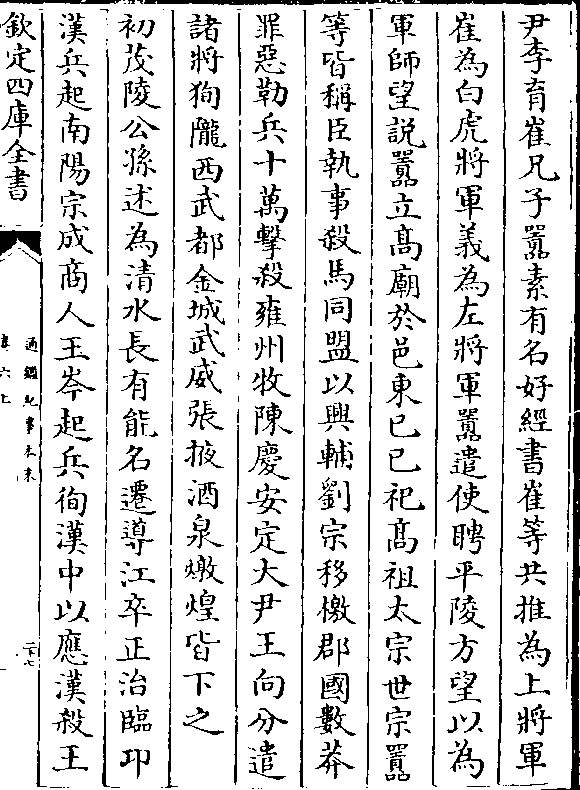 尹李育崔兄子囂素有名好經書崔等共推為上將軍
崔為白虎將軍義為左將軍囂遣使聘平陵方望以為
軍師望説囂立髙廟於邑東已已祀髙祖太宗世宗囂
等皆稱臣執事殺馬同盟以興輔劉宗移檄郡國數莽
罪惡勒兵十萬擊殺雍州牧陳慶安定大尹王向分遣
諸將狥隴西武都金城武威張掖酒泉燉煌皆下之
初茂陵公孫述為清水長有能名遷導江卒正治臨邛
漢兵起南陽宗成商人王岑起兵徇漢中以應漢殺王
欽定四庫全書
通鑑紀事本末
卷六上